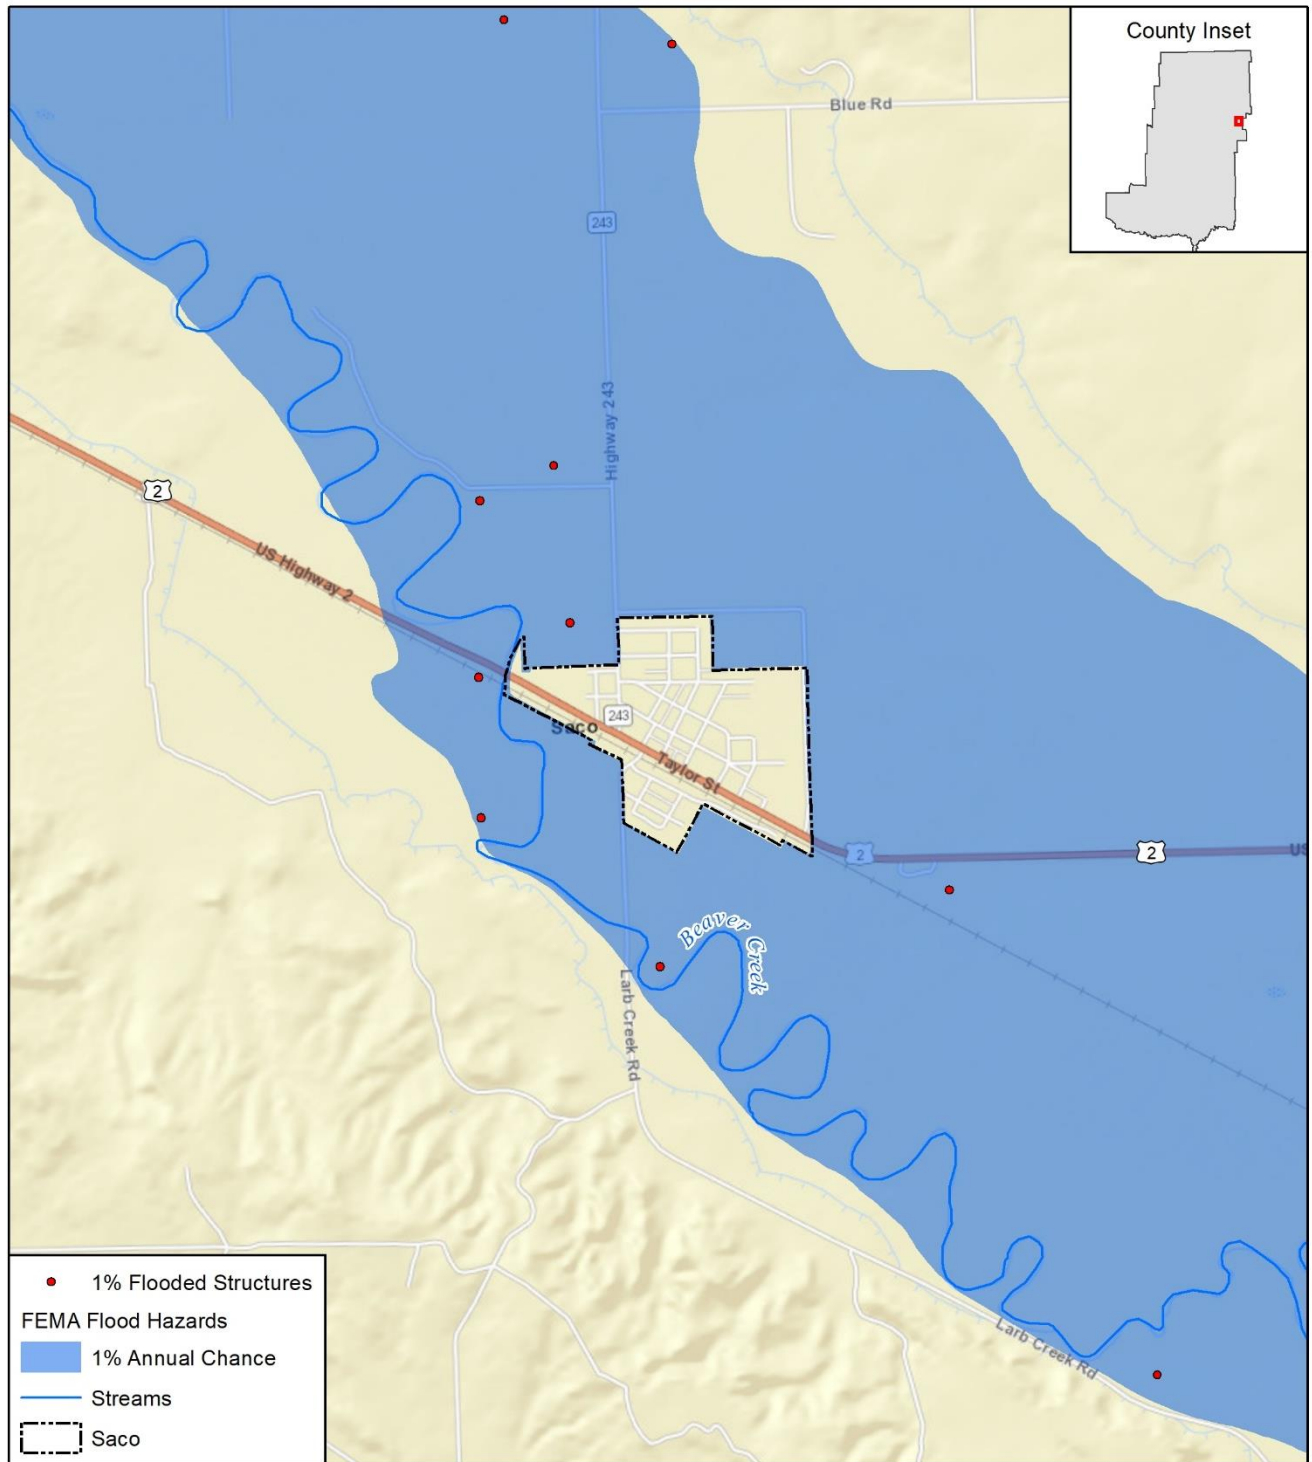 County Inset
Blue Rd
243
Highway 243
2
US Highway 2
243
Saco
Taylor St
2
2
US
Beaver Creek
Larb Creek Rd
Larb Creek Rd
1% Flooded Structures
FEMA Flood Hazards
1% Annual Chance
Streams
Saco